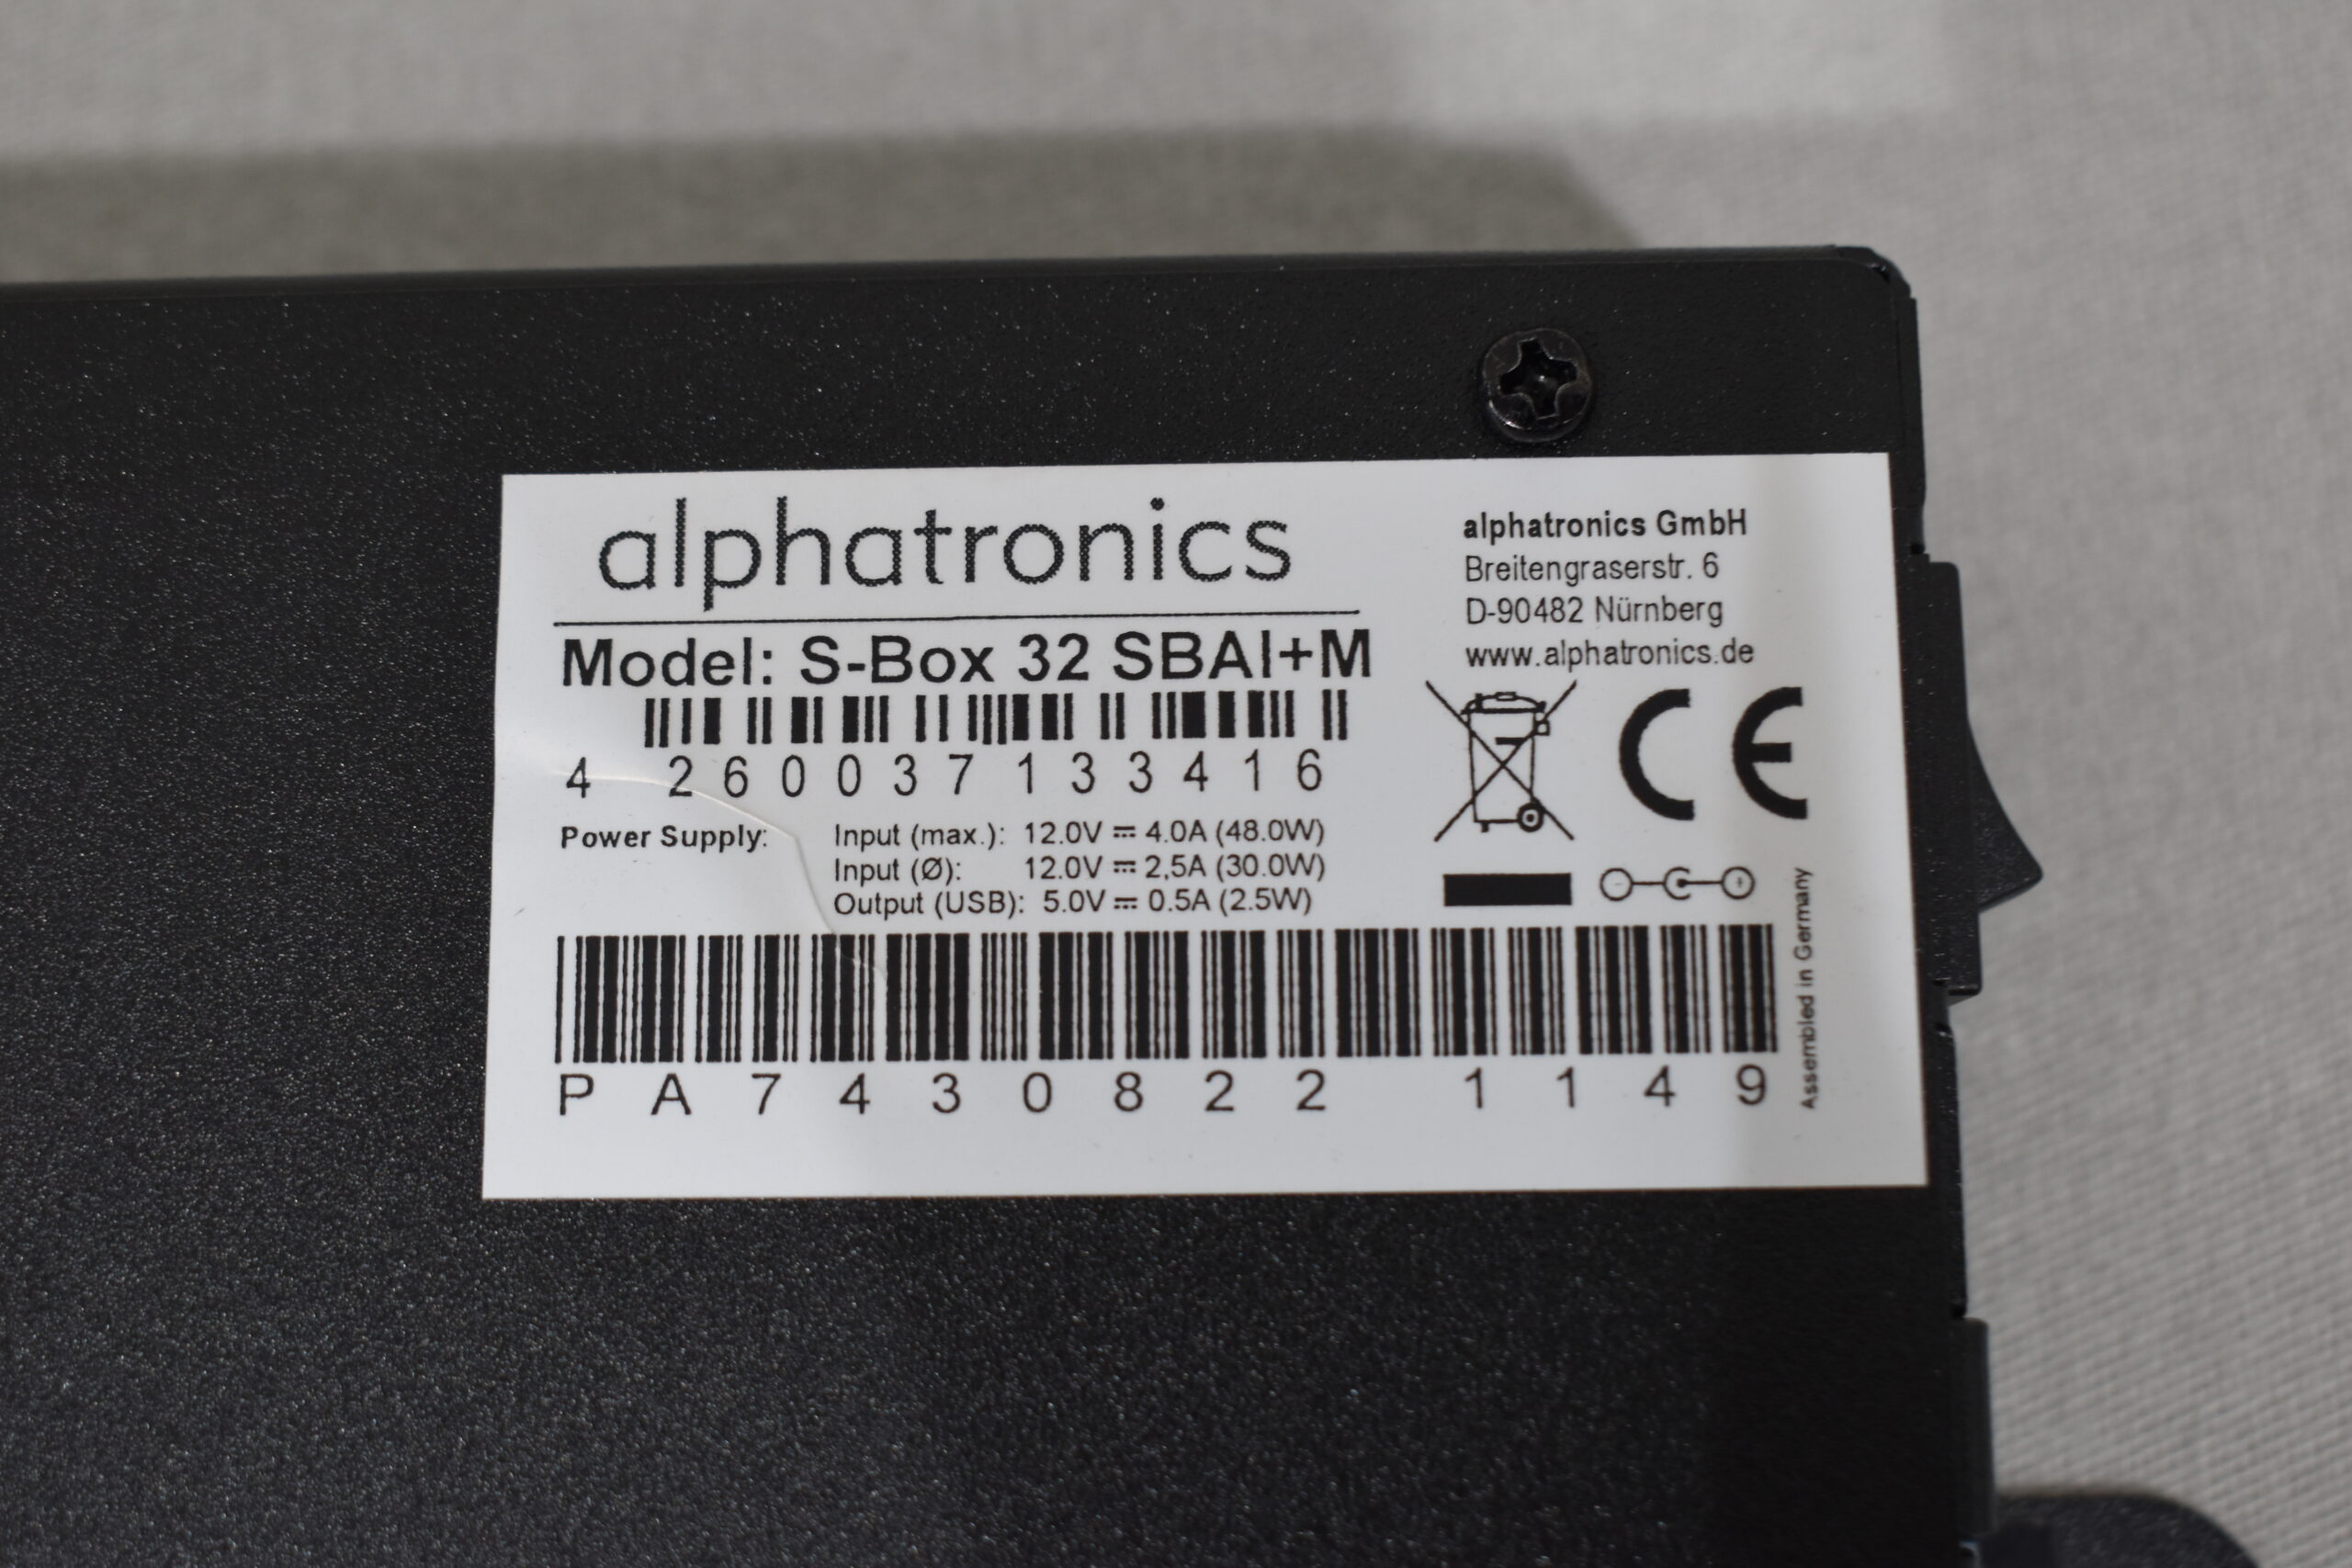 alphatronics
Model: S-Box 32 SBAI+M
4 260037 133416
Power Supply: Input (max.): 12.0V ⎓ 4.0A (48.0W)
Input (Ø): 12.0V ⎓ 2,5A (30.0W)
Output (USB): 5.0V ⎓ 0.5A (2.5W)
PA7430822 1149
alphatronics GmbH
Breitengraserstr. 6
D-90482 Nürnberg
www.alphatronics.de
CE
Assembled in Germany